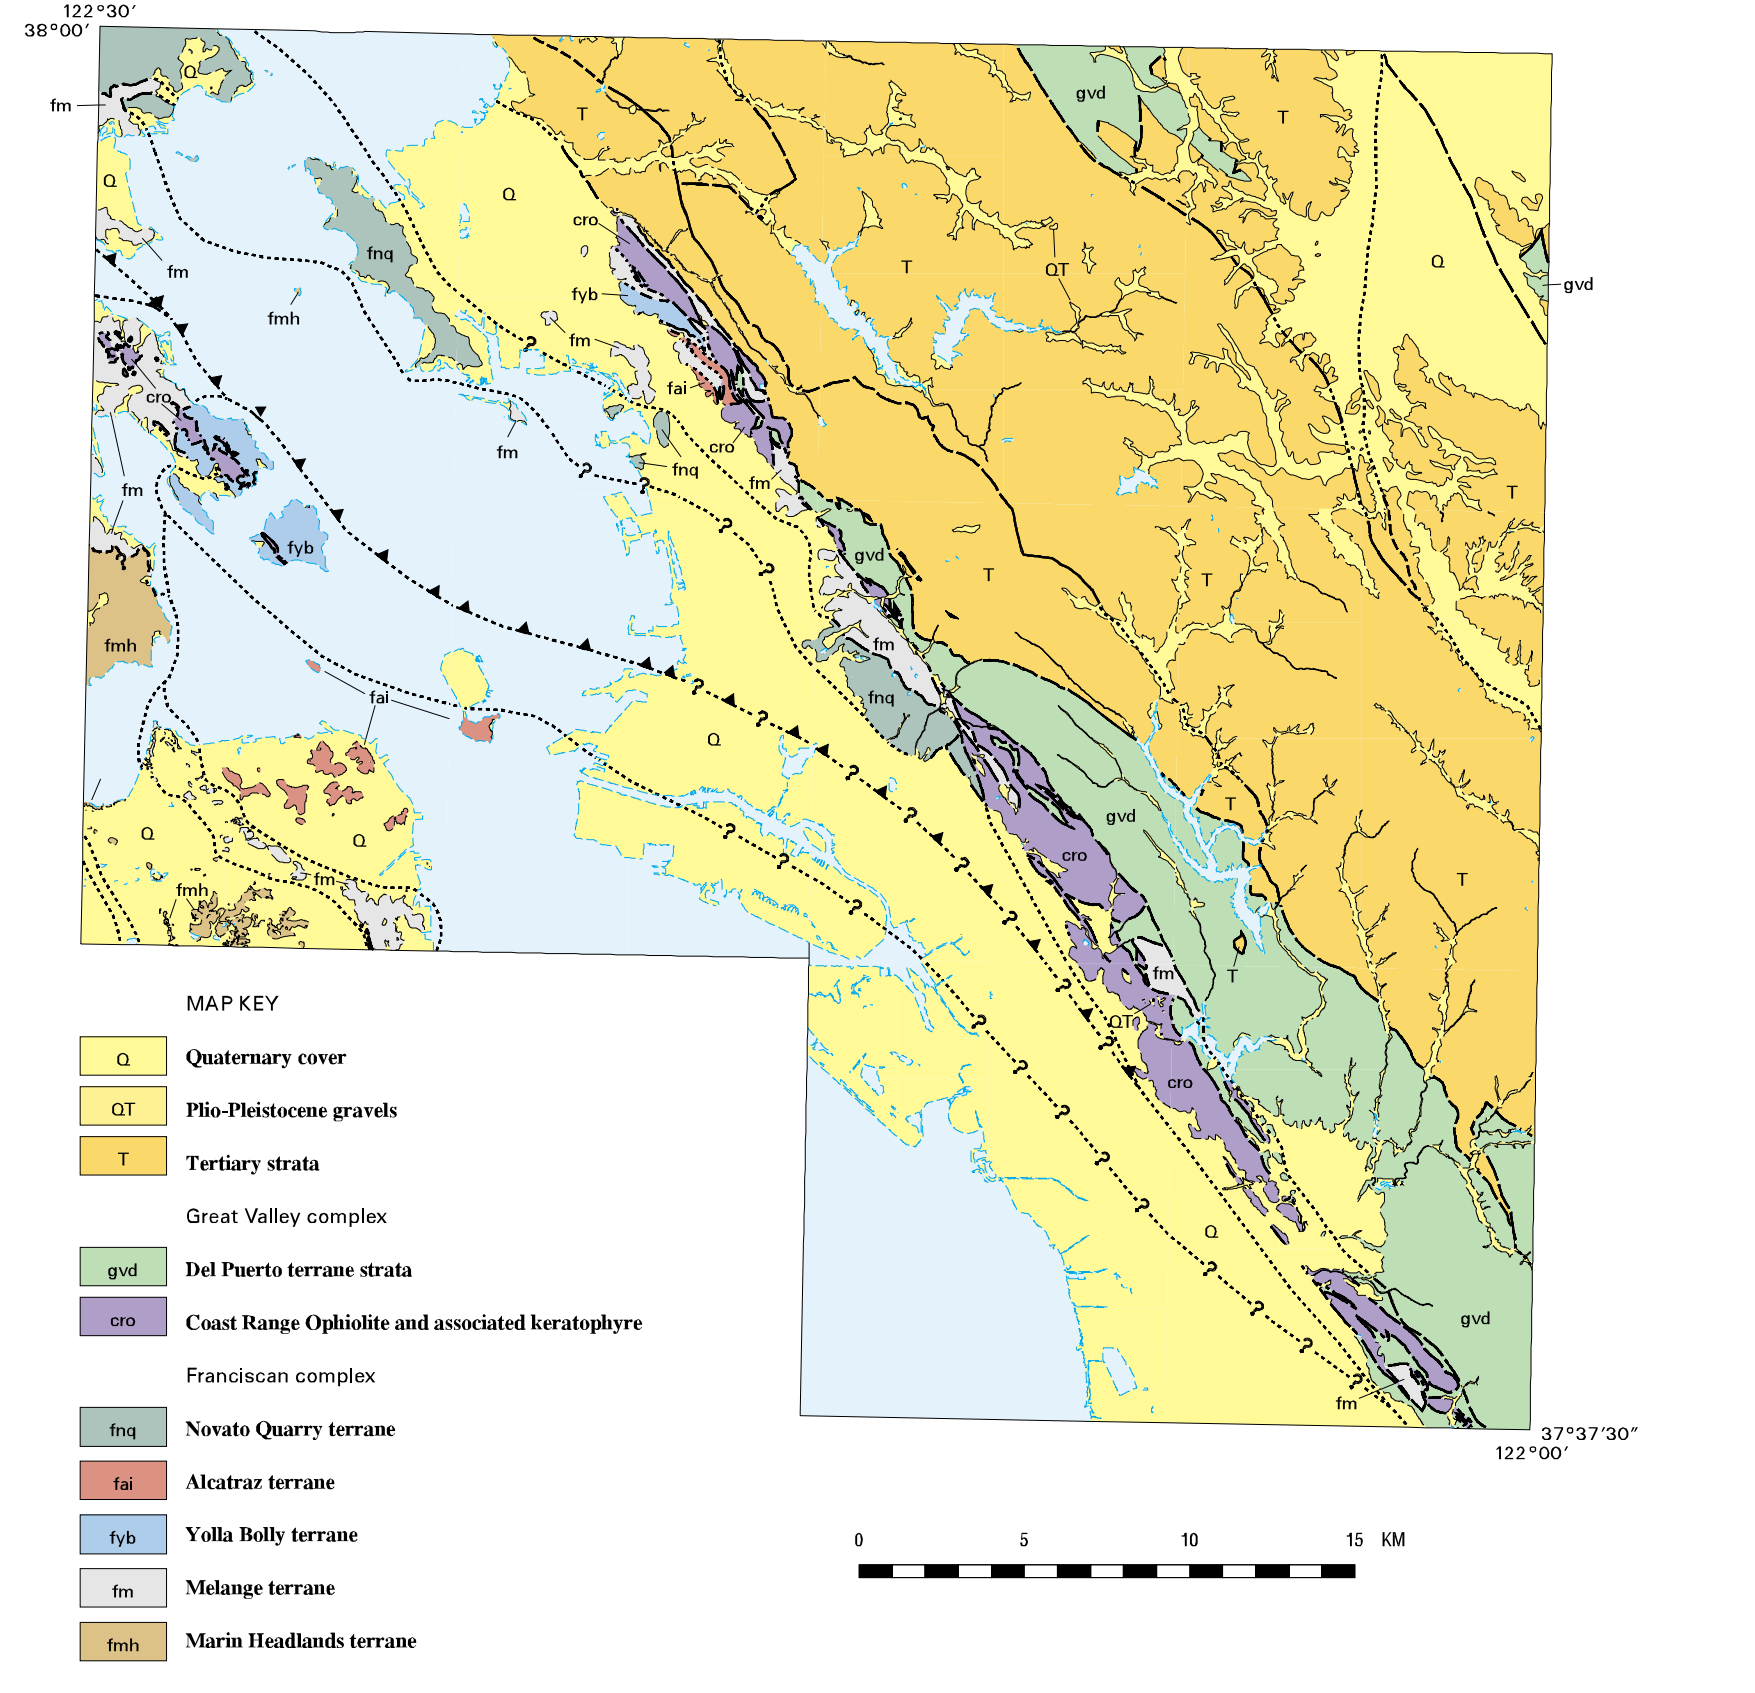 122°30′
38°00′
Q
fm
T
gvd
T
Q
Q
cro
fnq
fm
T
QT
Q
gvd
fyb
fmh
?
fm
cro
fai
cro
fm
fnq
?
fm
?
fm
T
?
fyb
gvd
T
T
?
?
fmh
fm
fai
fnq
?
Q
?
?
T
gvd
?
Q
Q
?
?
cro
T
fmh
fm
?
?
?
fm
T
?
QT
?
?
?
cro
?
?
?
Q
?
?
gvd
?
?
fm
37°37′30″
122°00′
MAP KEY
Q Quaternary cover
QT Plio-Pleistocene gravels
T Tertiary strata
Great Valley complex
gvd Del Puerto terrane strata
cro Coast Range Ophiolite and associated keratophyre
Franciscan complex
fnq Novato Quarry terrane
fai Alcatraz terrane
fyb Yolla Bolly terrane
fm Melange terrane
fmh Marin Headlands terrane
0 5 10 15 KM